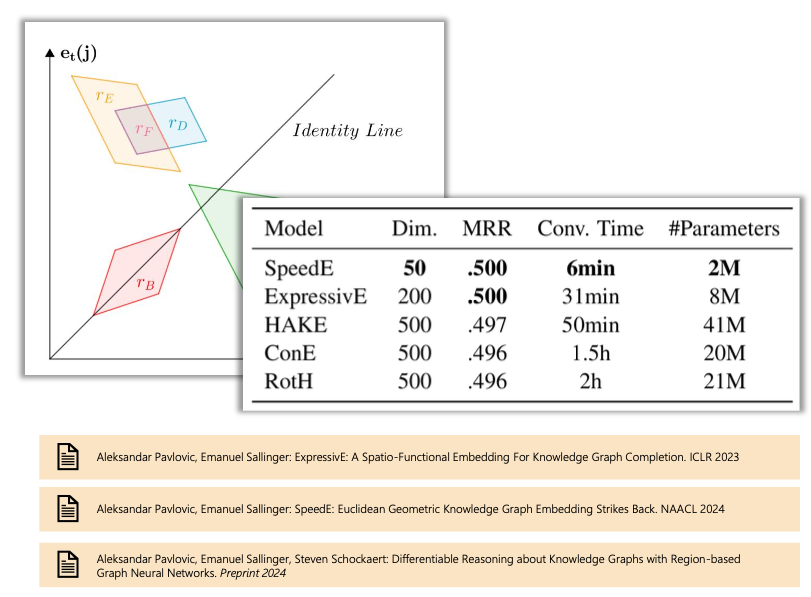 e_t(j)
r_E
r_F
r_D
Identity Line
r_B
Model Dim. MRR Conv. Time #Parameters
SpeedE 50 .500 6min 2M
ExpressivE 200 .500 31min 8M
HAKE 500 .497 50min 41M
ConE 500 .496 1.5h 20M
RotH 500 .496 2h 21M
Aleksandar Pavlovic, Emanuel Sallinger: ExpressivE: A Spatio-Functional Embedding For Knowledge Graph Completion. ICLR 2023
Aleksandar Pavlovic, Emanuel Sallinger: SpeedE: Euclidean Geometric Knowledge Graph Embedding Strikes Back. NAACL 2024
Aleksandar Pavlovic, Emanuel Sallinger, Steven Schockaert: Differentiable Reasoning about Knowledge Graphs with Region-based
Graph Neural Networks. Preprint 2024